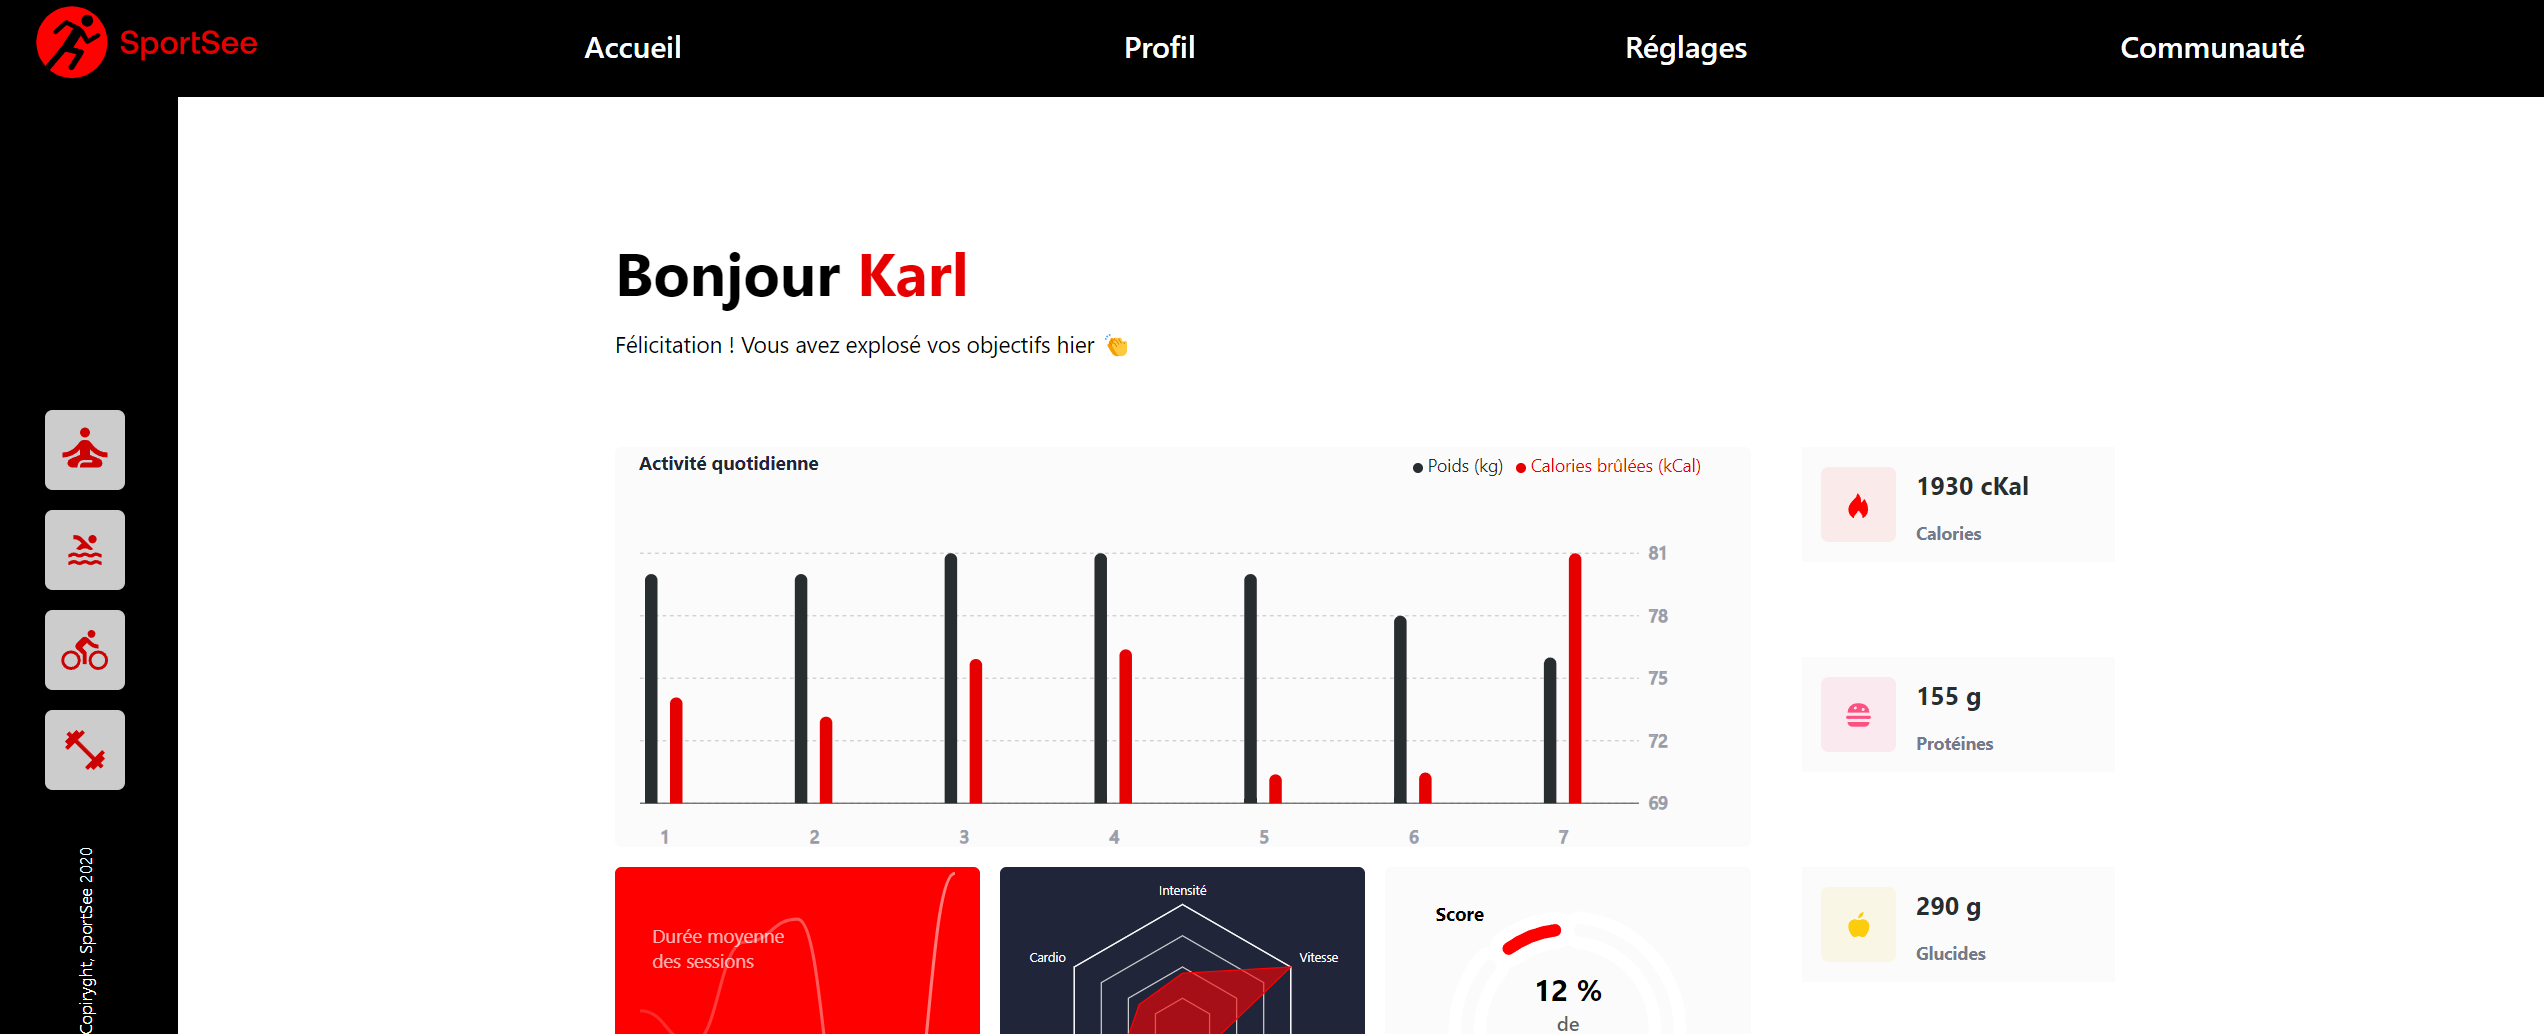 SportSee
Accueil
Profil
Réglages
Communauté
Bonjour Karl
Félicitation ! Vous avez explosé vos objectifs hier 👏
Activité quotidienne
Poids (kg)
Calories brûlées (kCal)
81
78
75
72
69
1
2
3
4
5
6
7
1930 cKal
Calories
155 g
Protéines
290 g
Glucides
Durée moyenne
des sessions
Intensité
Cardio
Vitesse
Score
12 %
de
Copiryght, SportSee 2020